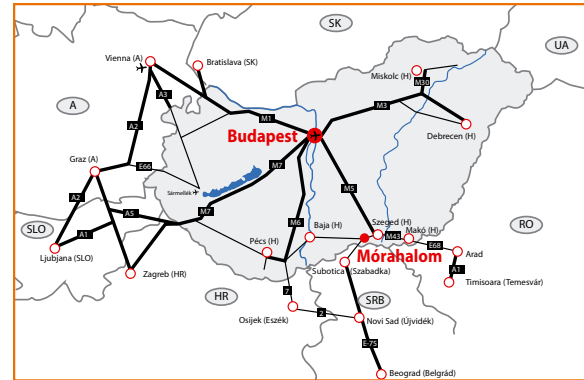 SK
UA
Vienna (A)
Bratislava (SK)
Miskolc (H)
M30
A3
A
M3
M1
A2
Budapest
Debrecen (H)
E66
M7
Graz (A)
Sármellék
M5
A2
A5
M7
M6
RO
SLO
A1
Baja (H)
Szeged (H)
M43
Makó (H)
E68
Pécs (H)
Ljubjana (SLO)
Mórahalom
Arad
Zagreb (HR)
Subotica (Szabadka)
A1
Timisoara (Temesvár)
HR
7
SRB
Osijek (Eszék)
2
Novi Sad (Újvidék)
E-75
Beograd (Belgrád)